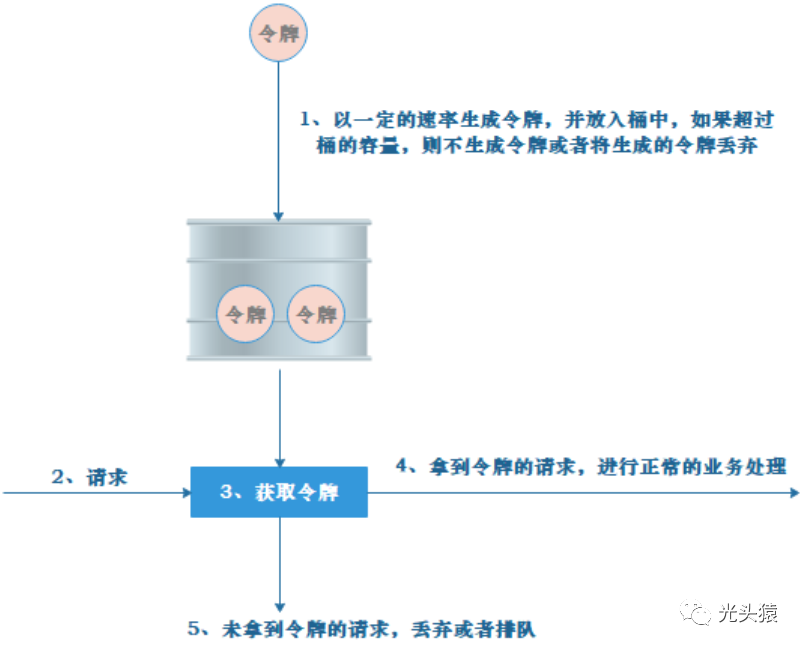 令牌
1、以一定的速率生成令牌，并放入桶中，如果超过
桶的容量，则不生成令牌或者将生成的令牌丢弃
令牌 令牌
2、请求
3、获取令牌
4、拿到令牌的请求，进行正常的业务处理
5、未拿到令牌的请求，丢弃或者排队
光头猿